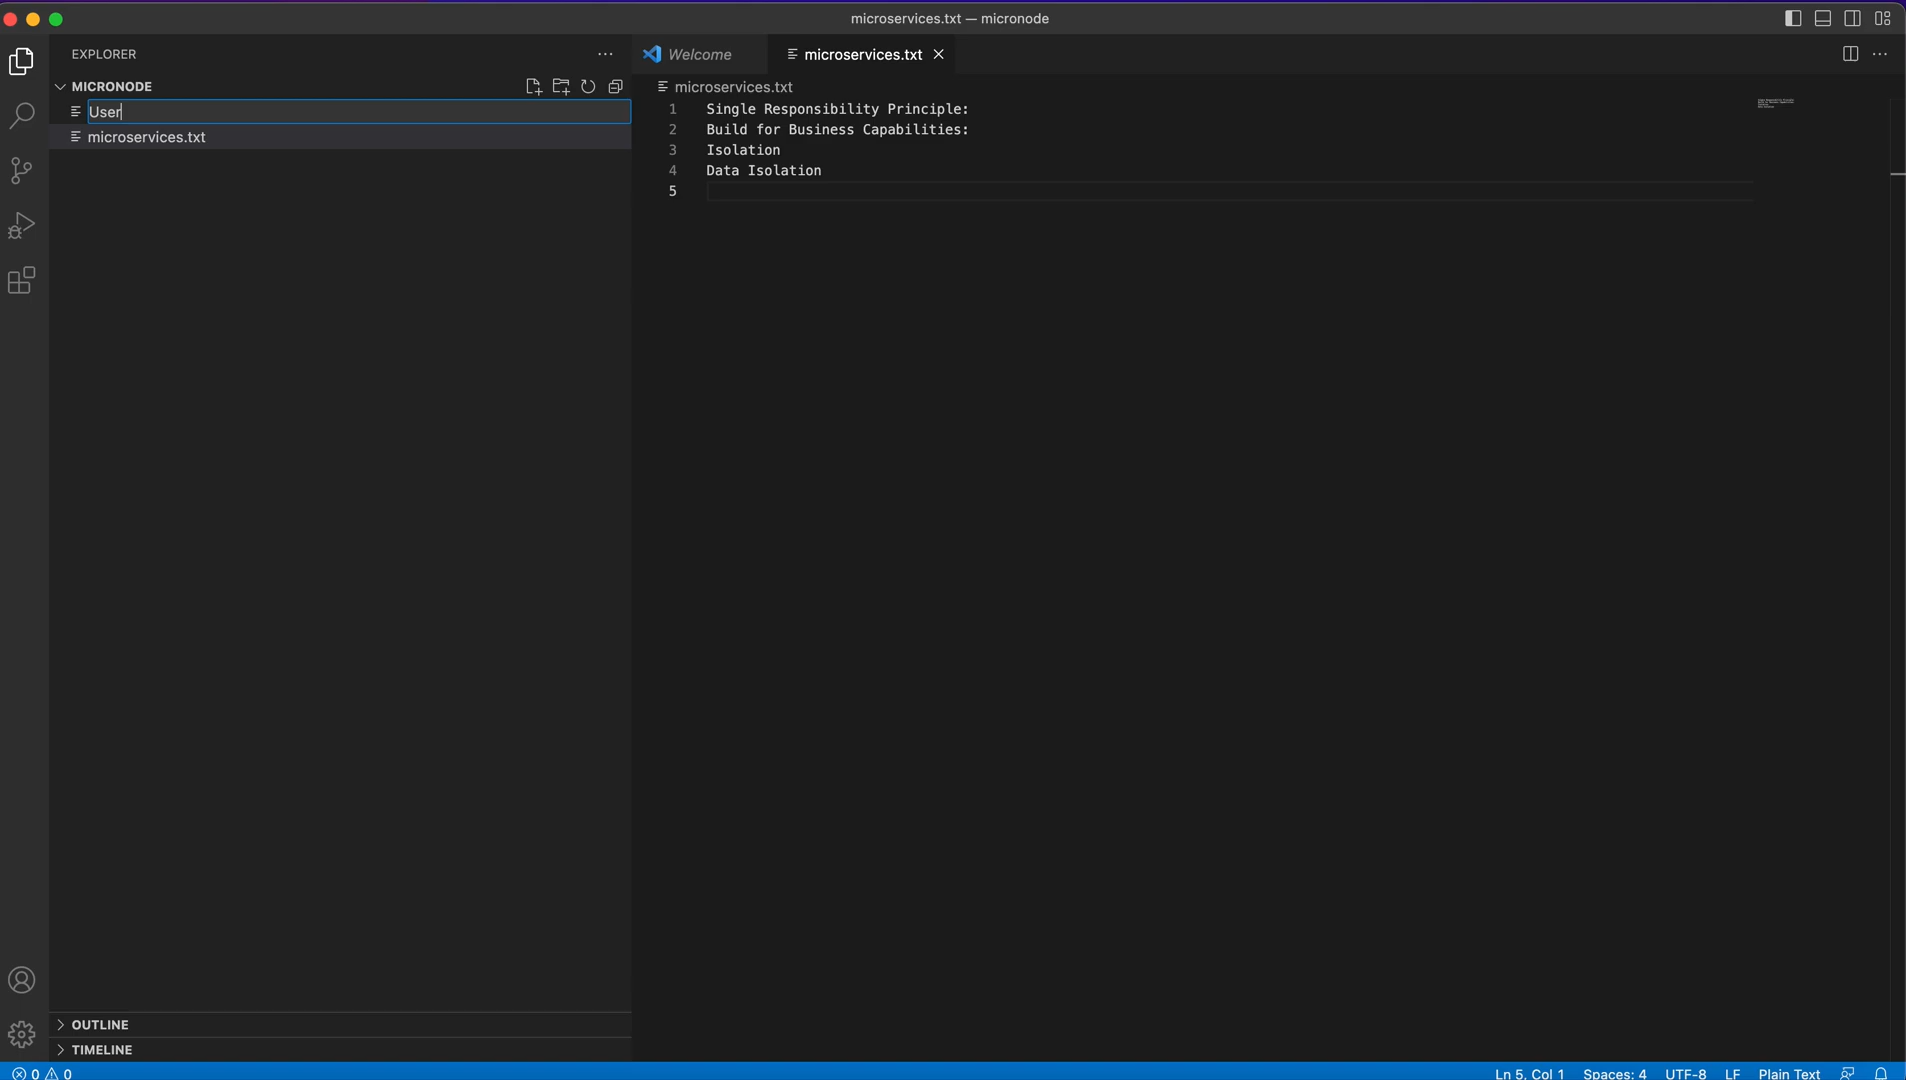 microservices.txt — micronode
EXPLORER
MICRONODE
User
microservices.txt
OUTLINE
TIMELINE
Welcome
microservices.txt
microservices.txt
1 Single Responsibility Principle:
2 Build for Business Capabilities:
3 Isolation
4 Data Isolation
5
0 0
Ln 5, Col 1 Spaces: 4 UTF-8 LF Plain Text